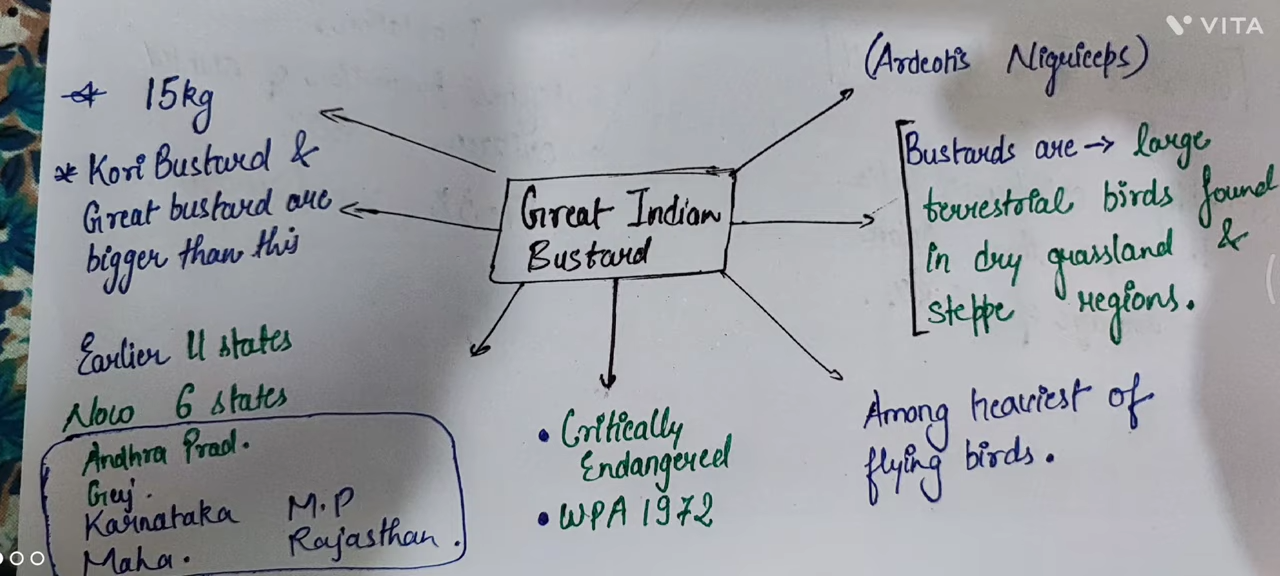 VITA
(Ardeotis Niguiceps)
15kg
* Kori Bustard &
Great bustard are
bigger than this
Great Indian
Bustard
Bustards are → large
terrestrial birds found
in dry grassland &
steppe regions.
Earlier 11 states
Now 6 states
Andhra Prad.
Guj.
Karnataka M.P
Maha. Rajasthan.
• Critically
Endangered
• WPA 1972
Among heaviest of
flying birds.